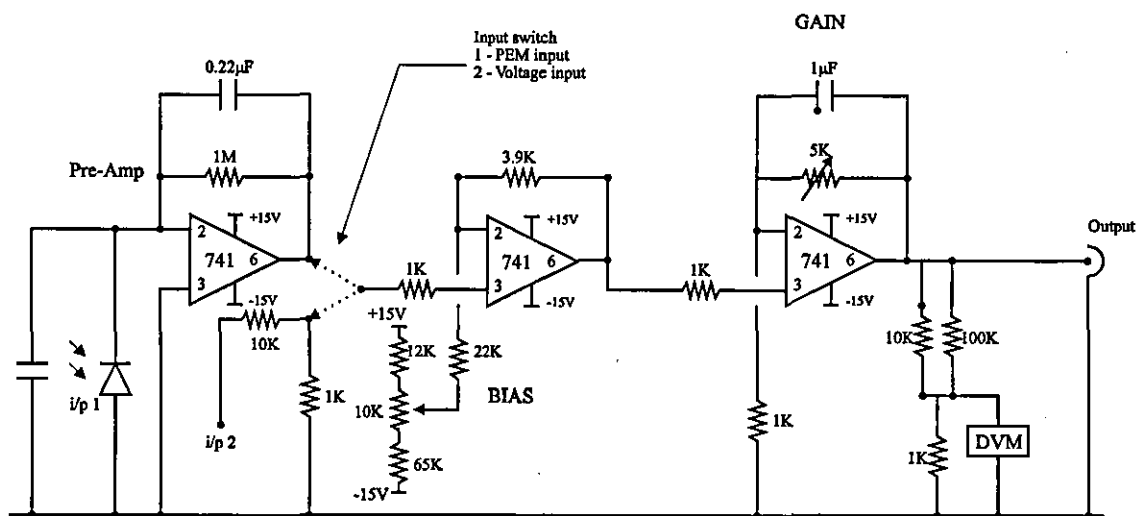 GAIN
Input switch
1 - PEM input
2 - Voltage input
0.22µF
1µF
Pre-Amp
1M
3.9K
5K
+15V
+15V
+15V
Output
2
741
6
3
2
741
6
3
2
741
6
3
-15V
-15V
-15V
1K
1K
+15V
10K
12K
22K
10K
100K
i/p 1
1K
10K
BIAS
1K
i/p 2
65K
1K
DVM
-15V